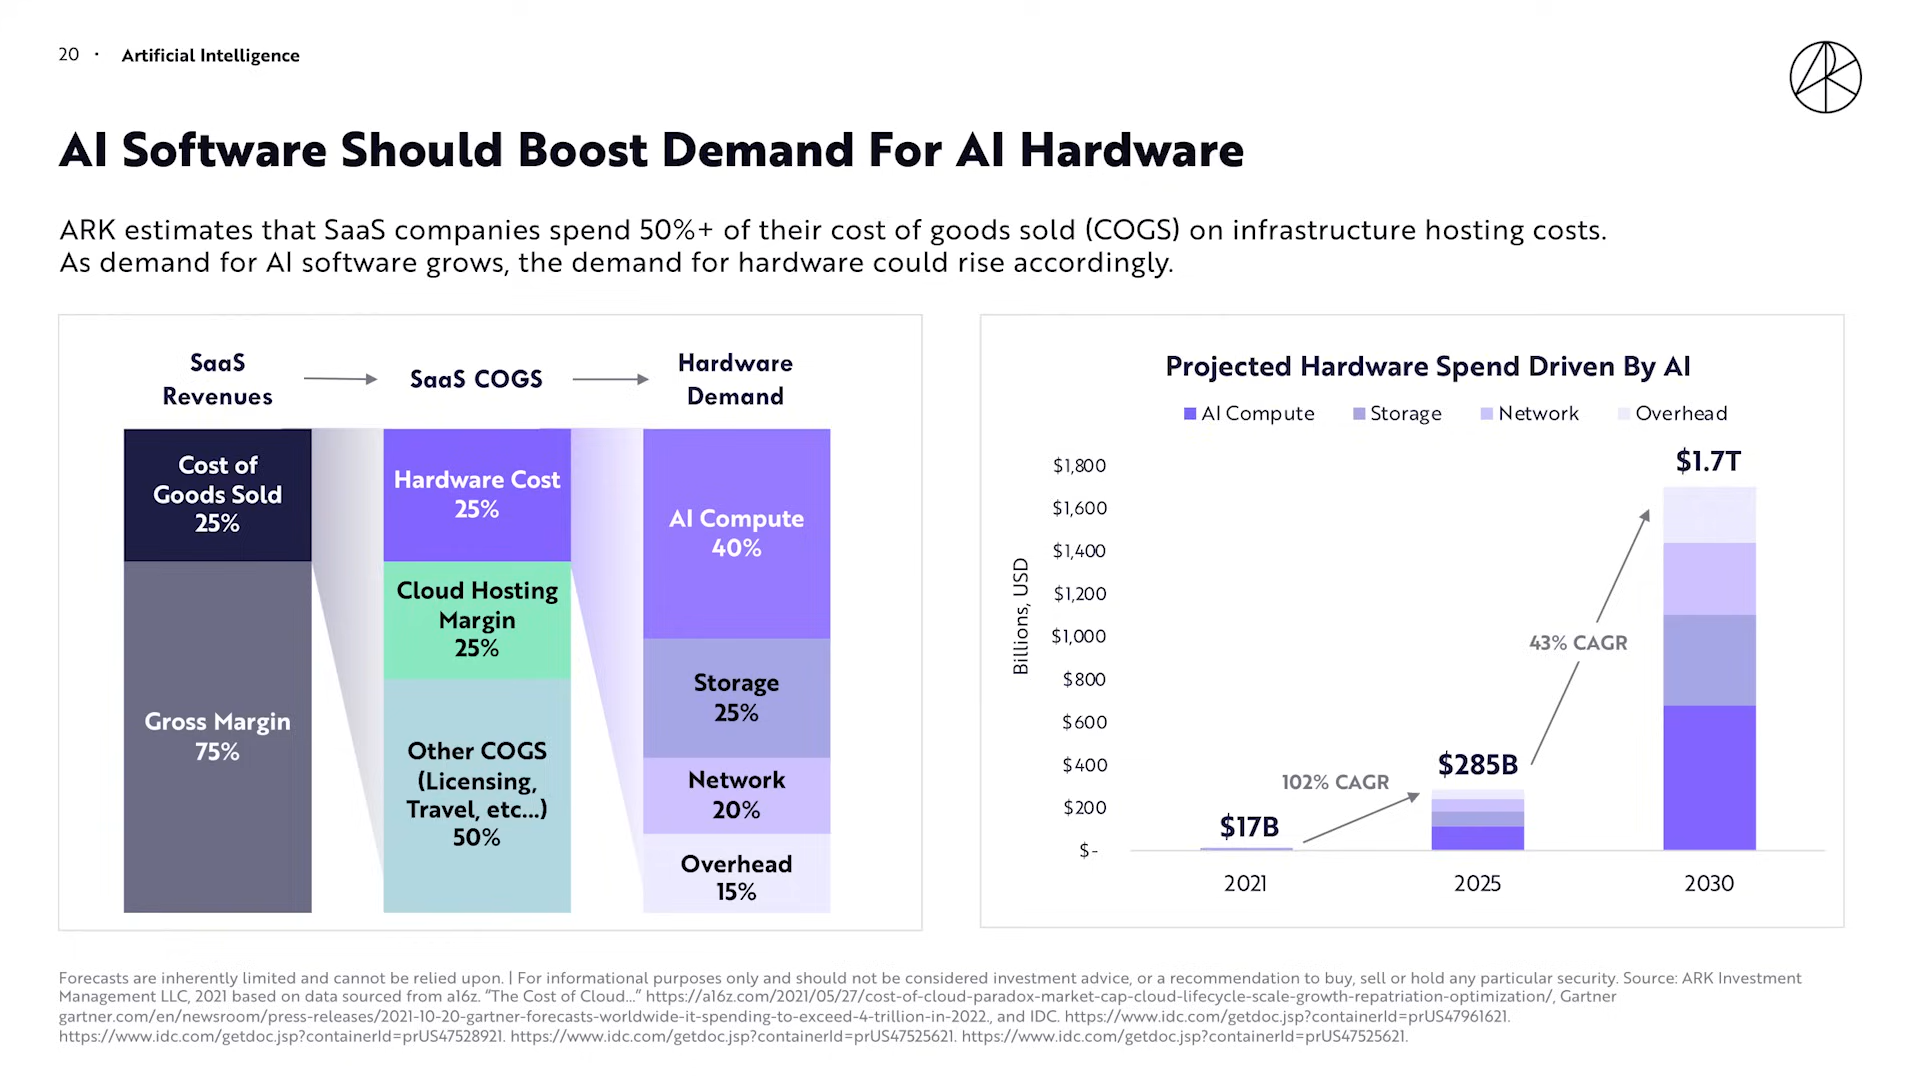 20 · Artificial Intelligence
AI Software Should Boost Demand For AI Hardware
ARK estimates that SaaS companies spend 50%+ of their cost of goods sold (COGS) on infrastructure hosting costs.
As demand for AI software grows, the demand for hardware could rise accordingly.
SaaS
Revenues
SaaS COGS
Hardware
Demand
Cost of
Goods Sold
25%
Gross Margin
75%
Hardware Cost
25%
Cloud Hosting
Margin
25%
Other COGS
(Licensing,
Travel, etc...)
50%
AI Compute
40%
Storage
25%
Network
20%
Overhead
15%
Projected Hardware Spend Driven By AI
AI Compute Storage Network Overhead
Billions, USD
$1,800
$1,600
$1,400
$1,200
$1,000
$800
$600
$400
$200
$-
$17B
102% CAGR
$285B
43% CAGR
$1.7T
2021 2025 2030
Forecasts are inherently limited and cannot be relied upon. | For informational purposes only and should not be considered investment advice, or a recommendation to buy, sell or hold any particular security. Source: ARK Investment
Management LLC, 2021 based on data sourced from a16z. “The Cost of Cloud...” https://a16z.com/2021/05/27/cost-of-cloud-paradox-market-cap-cloud-lifecycle-scale-growth-repatriation-optimization/, Gartner
gartner.com/en/newsroom/press-releases/2021-10-20-gartner-forecasts-worldwide-it-spending-to-exceed-4-trillion-in-2022., and IDC. https://www.idc.com/getdoc.jsp?containerId=prUS47961621.
https://www.idc.com/getdoc.jsp?containerId=prUS47528921. https://www.idc.com/getdoc.jsp?containerId=prUS47525621. https://www.idc.com/getdoc.jsp?containerId=prUS47525621.